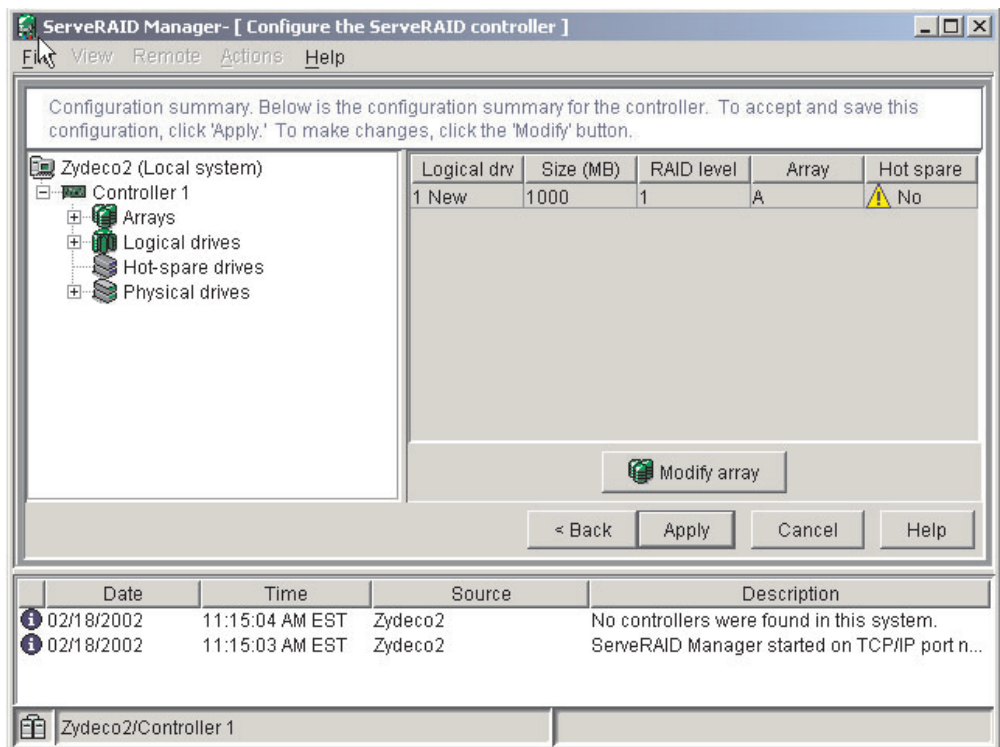 ServeRAID Manager- [ Configure the ServeRAID controller ]
File View Remote Actions Help
Configuration summary. Below is the configuration summary for the controller. To accept and save this
configuration, click 'Apply.' To make changes, click the 'Modify' button.
Zydeco2 (Local system)
Controller 1
Arrays
Logical drives
Hot-spare drives
Physical drives
Logical drv Size (MB) RAID level Array Hot spare
1 New 1000 1 A No
Modify array
< Back Apply Cancel Help
Date Time Source Description
02/18/2002 11:15:04 AM EST Zydeco2 No controllers were found in this system.
02/18/2002 11:15:03 AM EST Zydeco2 ServeRAID Manager started on TCP/IP port n...
Zydeco2/Controller 1